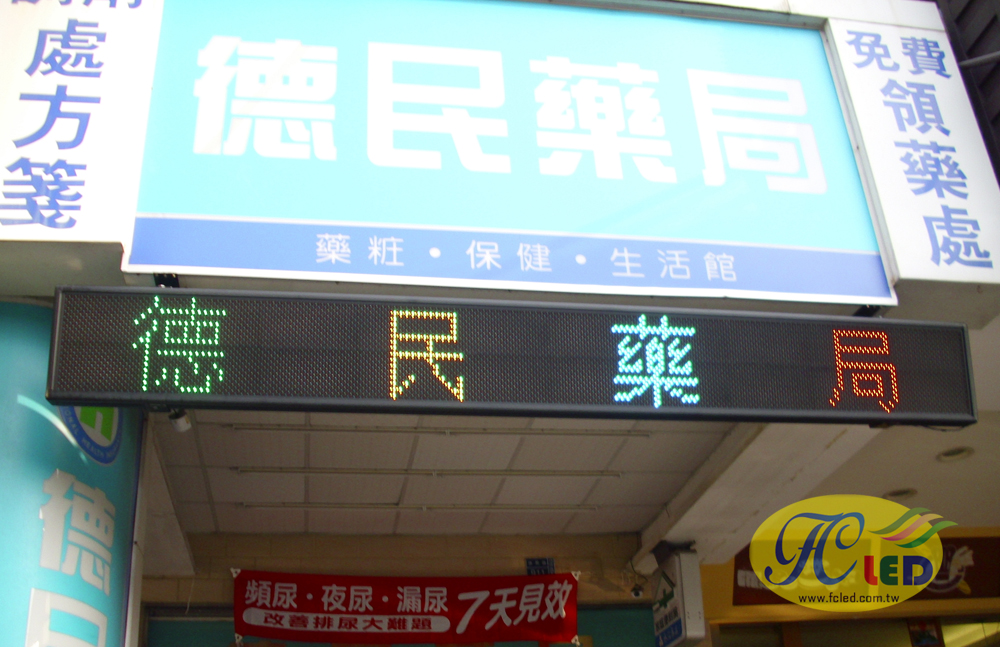 處方箋
德民藥局
藥粧・保健・生活館
免費
領藥處
德民藥局
德民
頻尿・夜尿・漏尿
改善排尿大難題
7天見效
FC LED
www.fcled.com.tw